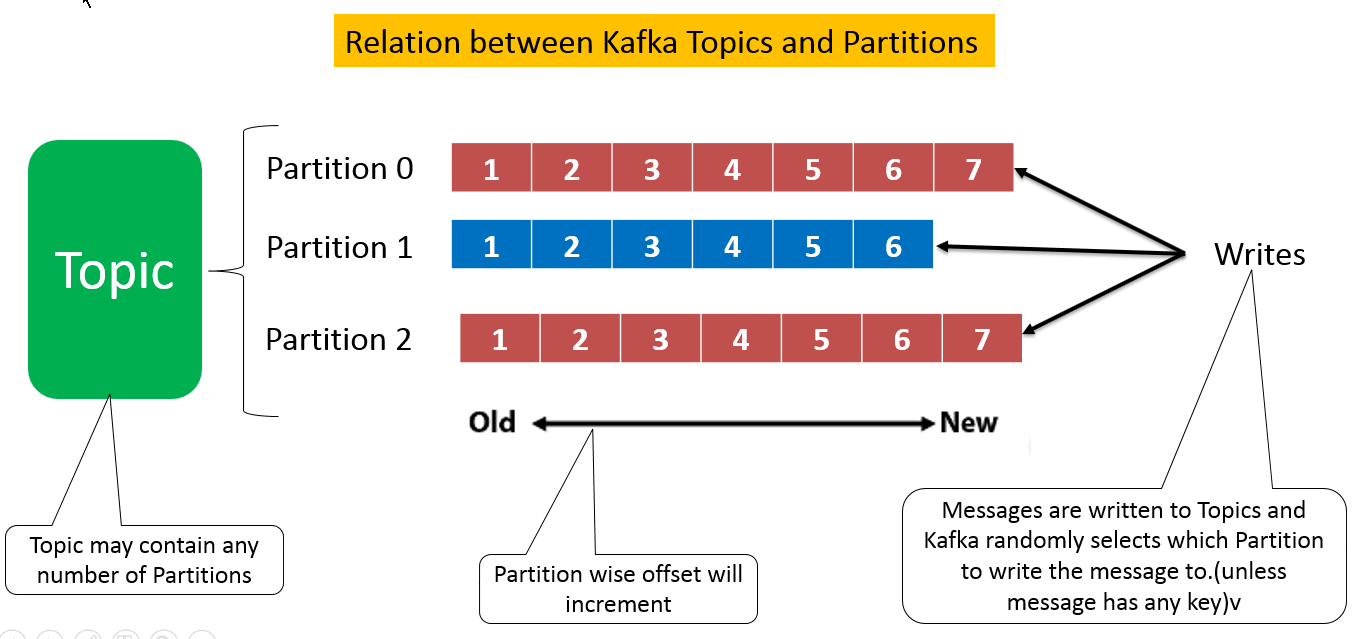 Relation between Kafka Topics and Partitions
Topic
Partition 0
1 2 3 4 5 6 7
Partition 1
1 2 3 4 5 6
Partition 2
1 2 3 4 5 6 7
Writes
Old
New
Topic may contain any
number of Partitions
Partition wise offset will
increment
Messages are written to Topics and
Kafka randomly selects which Partition
to write the message to.(unless
message has any key)v